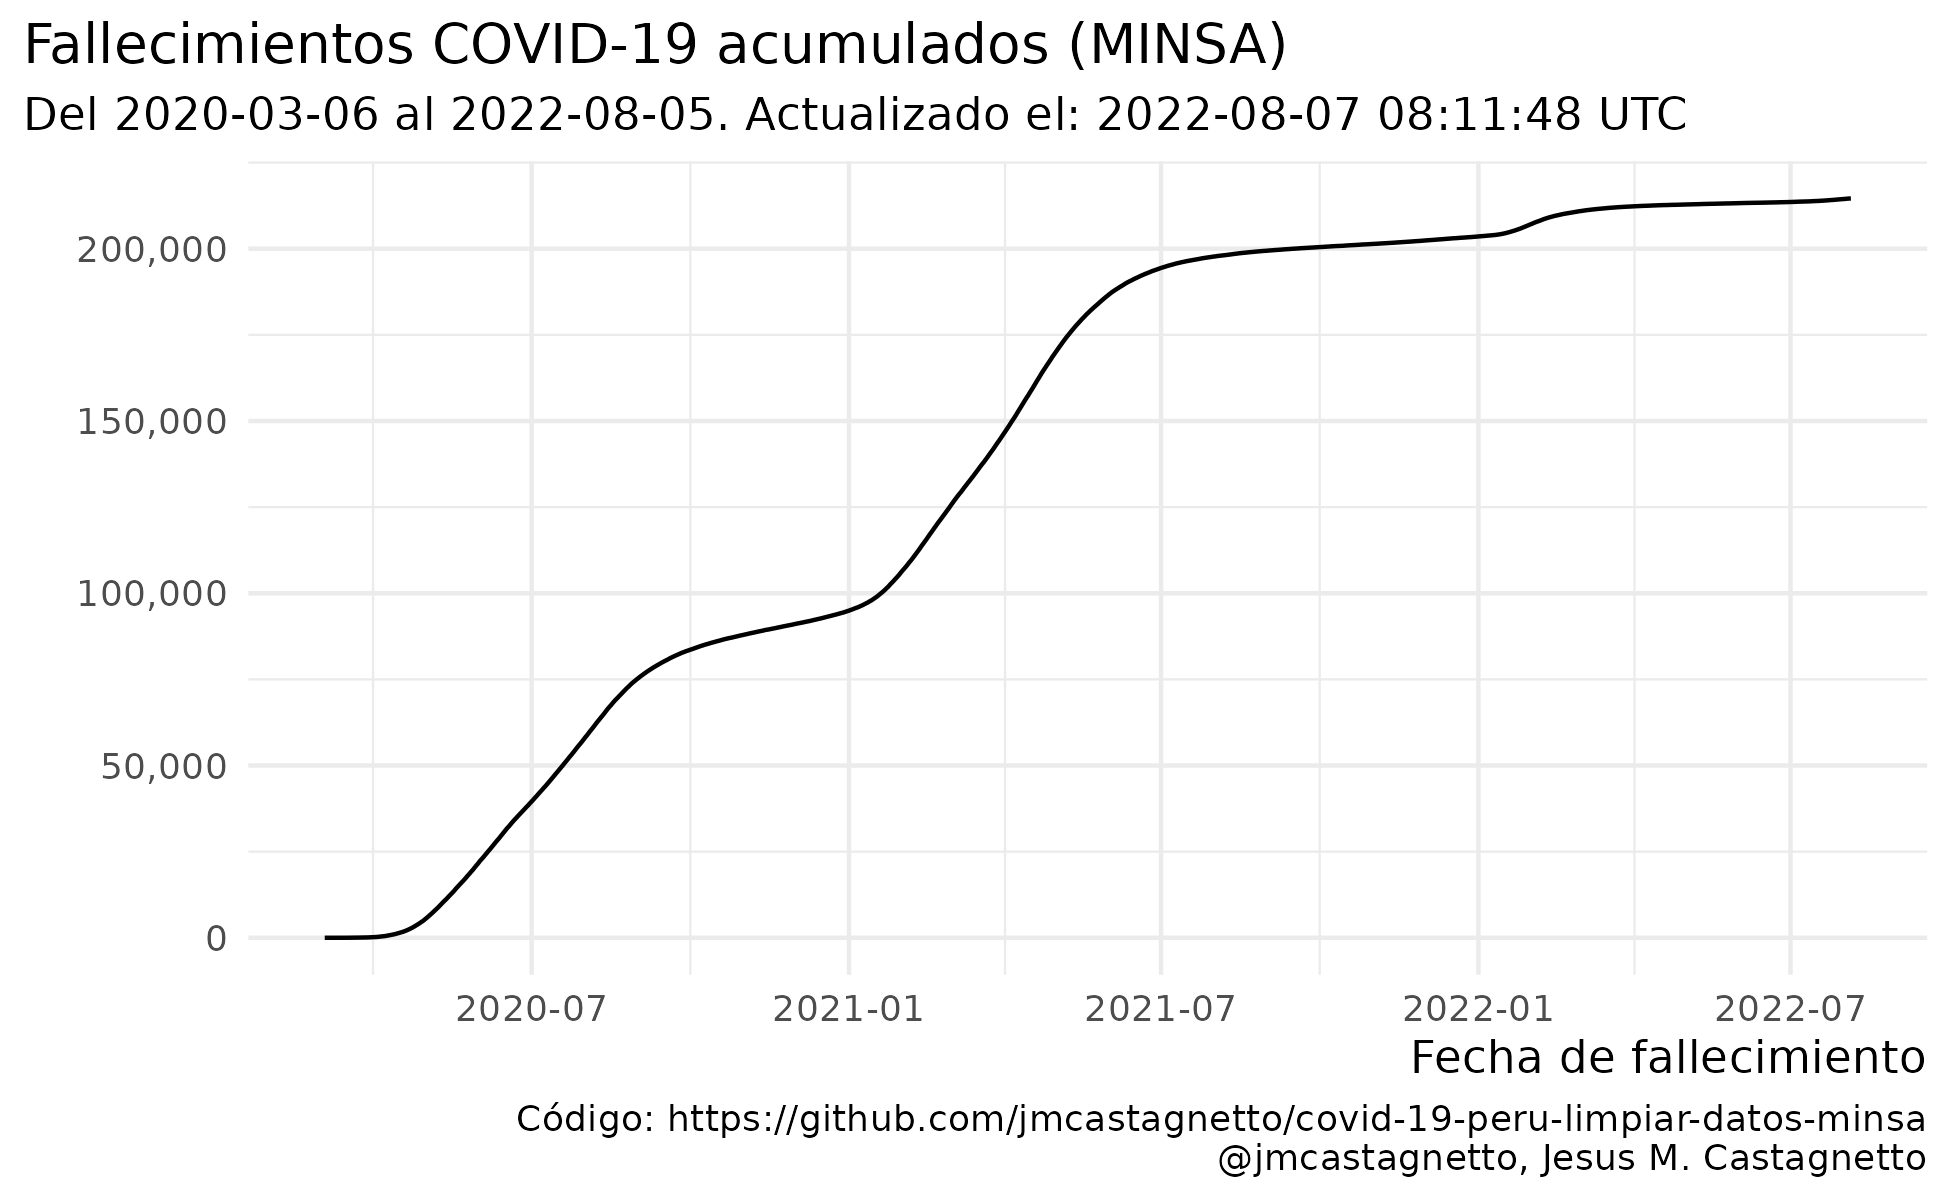 Fallecimientos COVID-19 acumulados (MINSA)
Del 2020-03-06 al 2022-08-05. Actualizado el: 2022-08-07 08:11:48 UTC
200,000
150,000
100,000
50,000
0
2020-07 2021-01 2021-07 2022-01 2022-07
Fecha de fallecimiento
Código: https://github.com/jmcastagnetto/covid-19-peru-limpiar-datos-minsa
@jmcastagnetto, Jesus M. Castagnetto